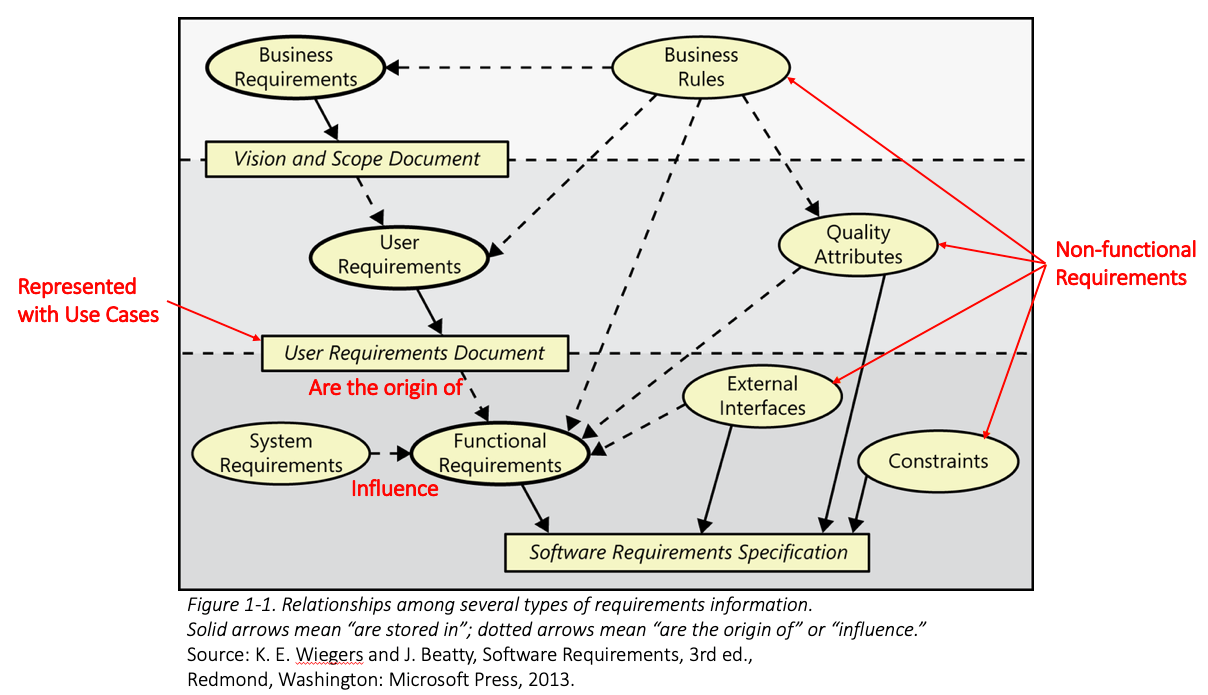 Business
Requirements
Business
Rules
Vision and Scope Document
User
Requirements
Quality
Attributes
Non-functional
Requirements
Represented
with Use Cases
User Requirements Document
Are the origin of
External
Interfaces
System
Requirements
Functional
Requirements
Constraints
Influence
Software Requirements Specification
Figure 1-1. Relationships among several types of requirements information.
Solid arrows mean “are stored in”; dotted arrows mean “are the origin of” or “influence.”
Source: K. E. Wiegers and J. Beatty, Software Requirements, 3rd ed.,
Redmond, Washington: Microsoft Press, 2013.